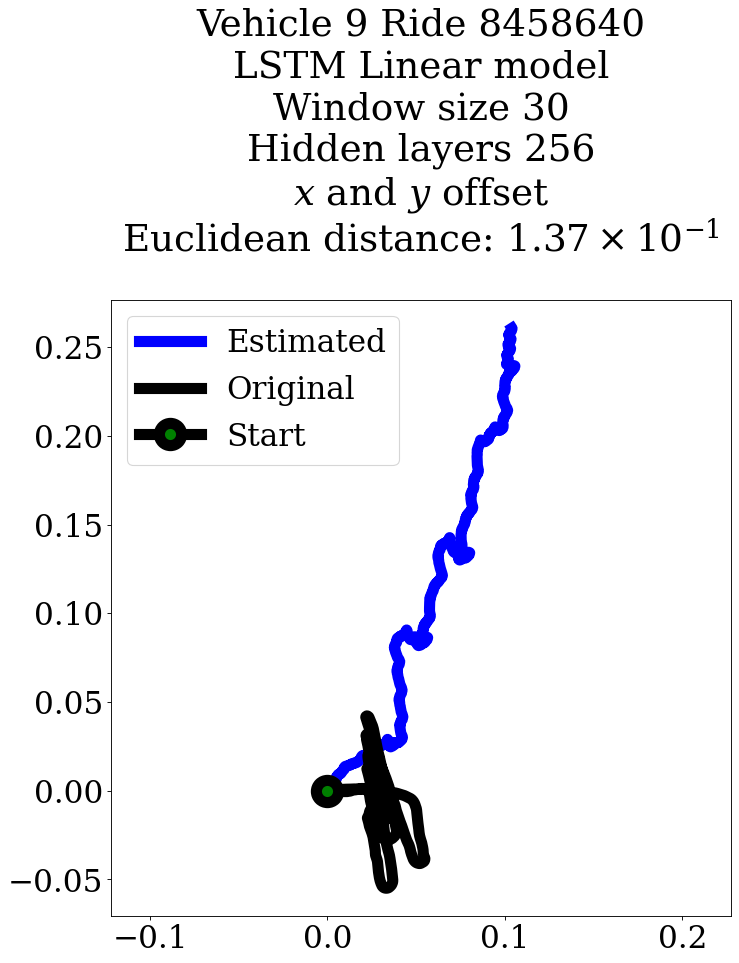 Vehicle 9 Ride 8458640
LSTM Linear model
Window size 30
Hidden layers 256
x and y offset
Euclidean distance: 1.37 × 10⁻¹
Estimated
Original
Start
0.25
0.20
0.15
0.10
0.05
0.00
−0.05
−0.1 0.0 0.1 0.2